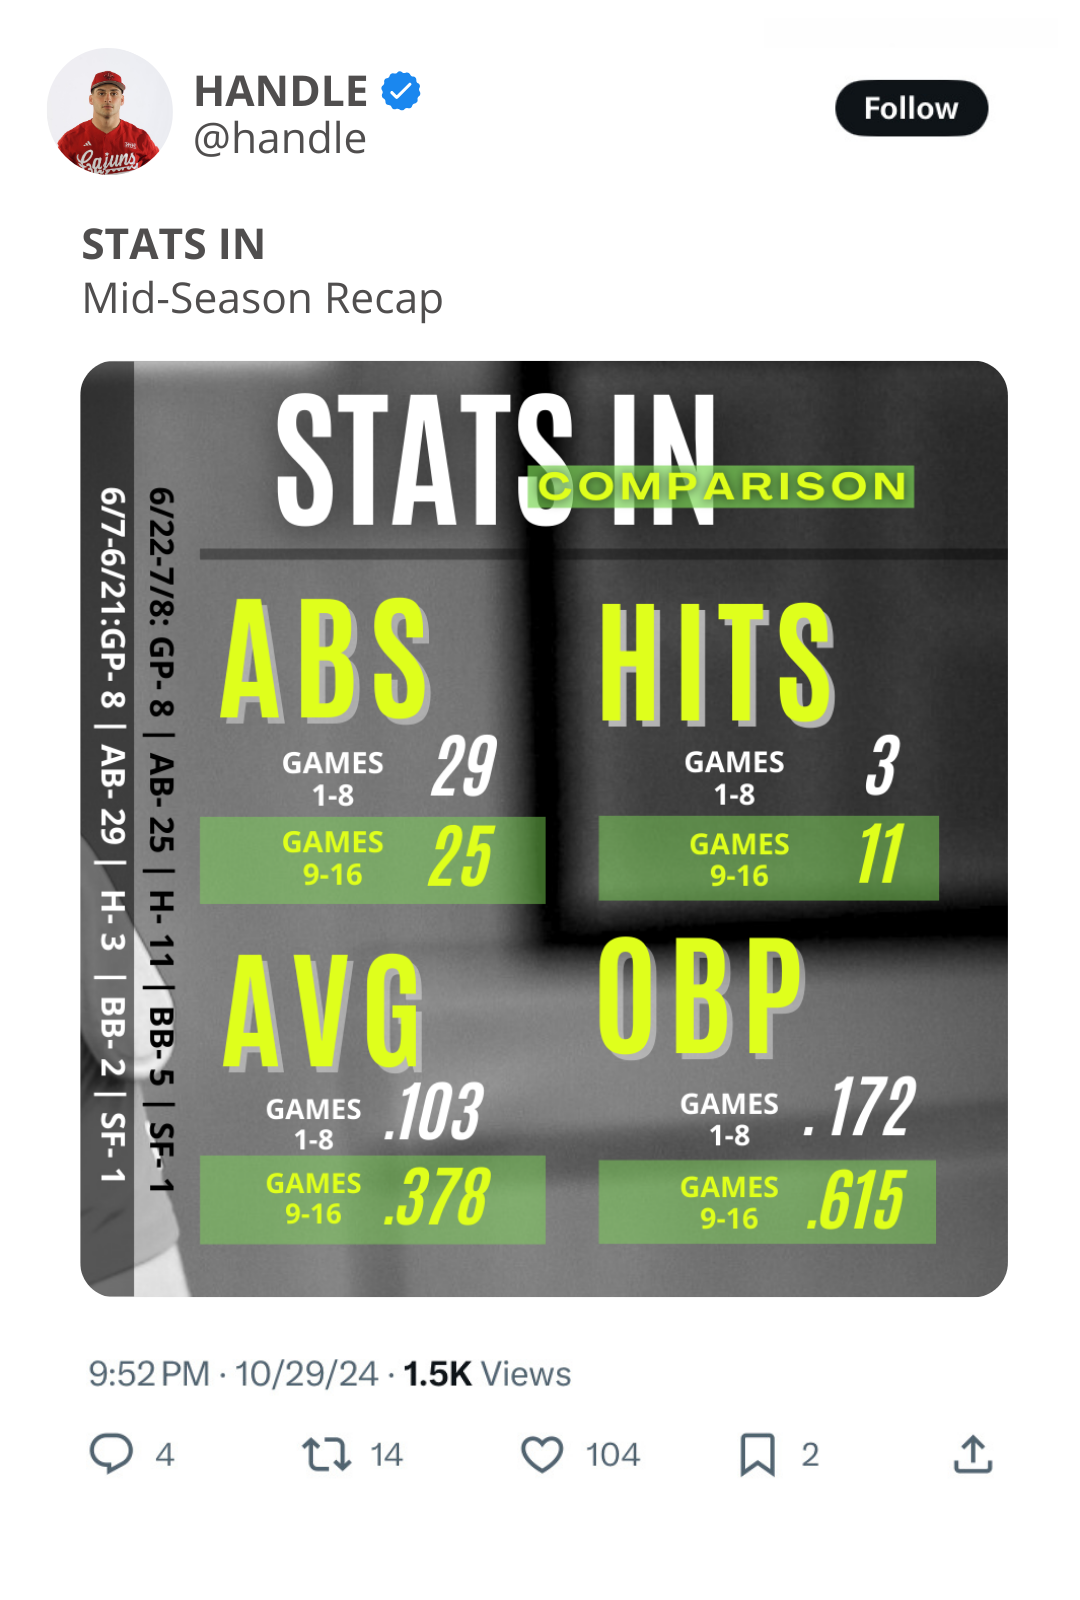 HANDLE
@handle
Follow
Cajuns
STATS IN
Mid-Season Recap
STATS IN
COMPARISON
6/7-6/21:GP- 8 | AB- 29 | H- 3 | BB- 2 | SF- 1
6/22-7/8: GP- 8 | AB- 25 | H- 11 | BB- 5 | SF- 1
ABS
GAMES
1-8
29
GAMES
9-16
25
HITS
GAMES
1-8
3
GAMES
9-16
11
AVG
GAMES
1-8
.103
GAMES
9-16
.378
OBP
GAMES
1-8
.172
GAMES
9-16
.615
9:52 PM · 10/29/24 · 1.5K Views
4
14
104
2